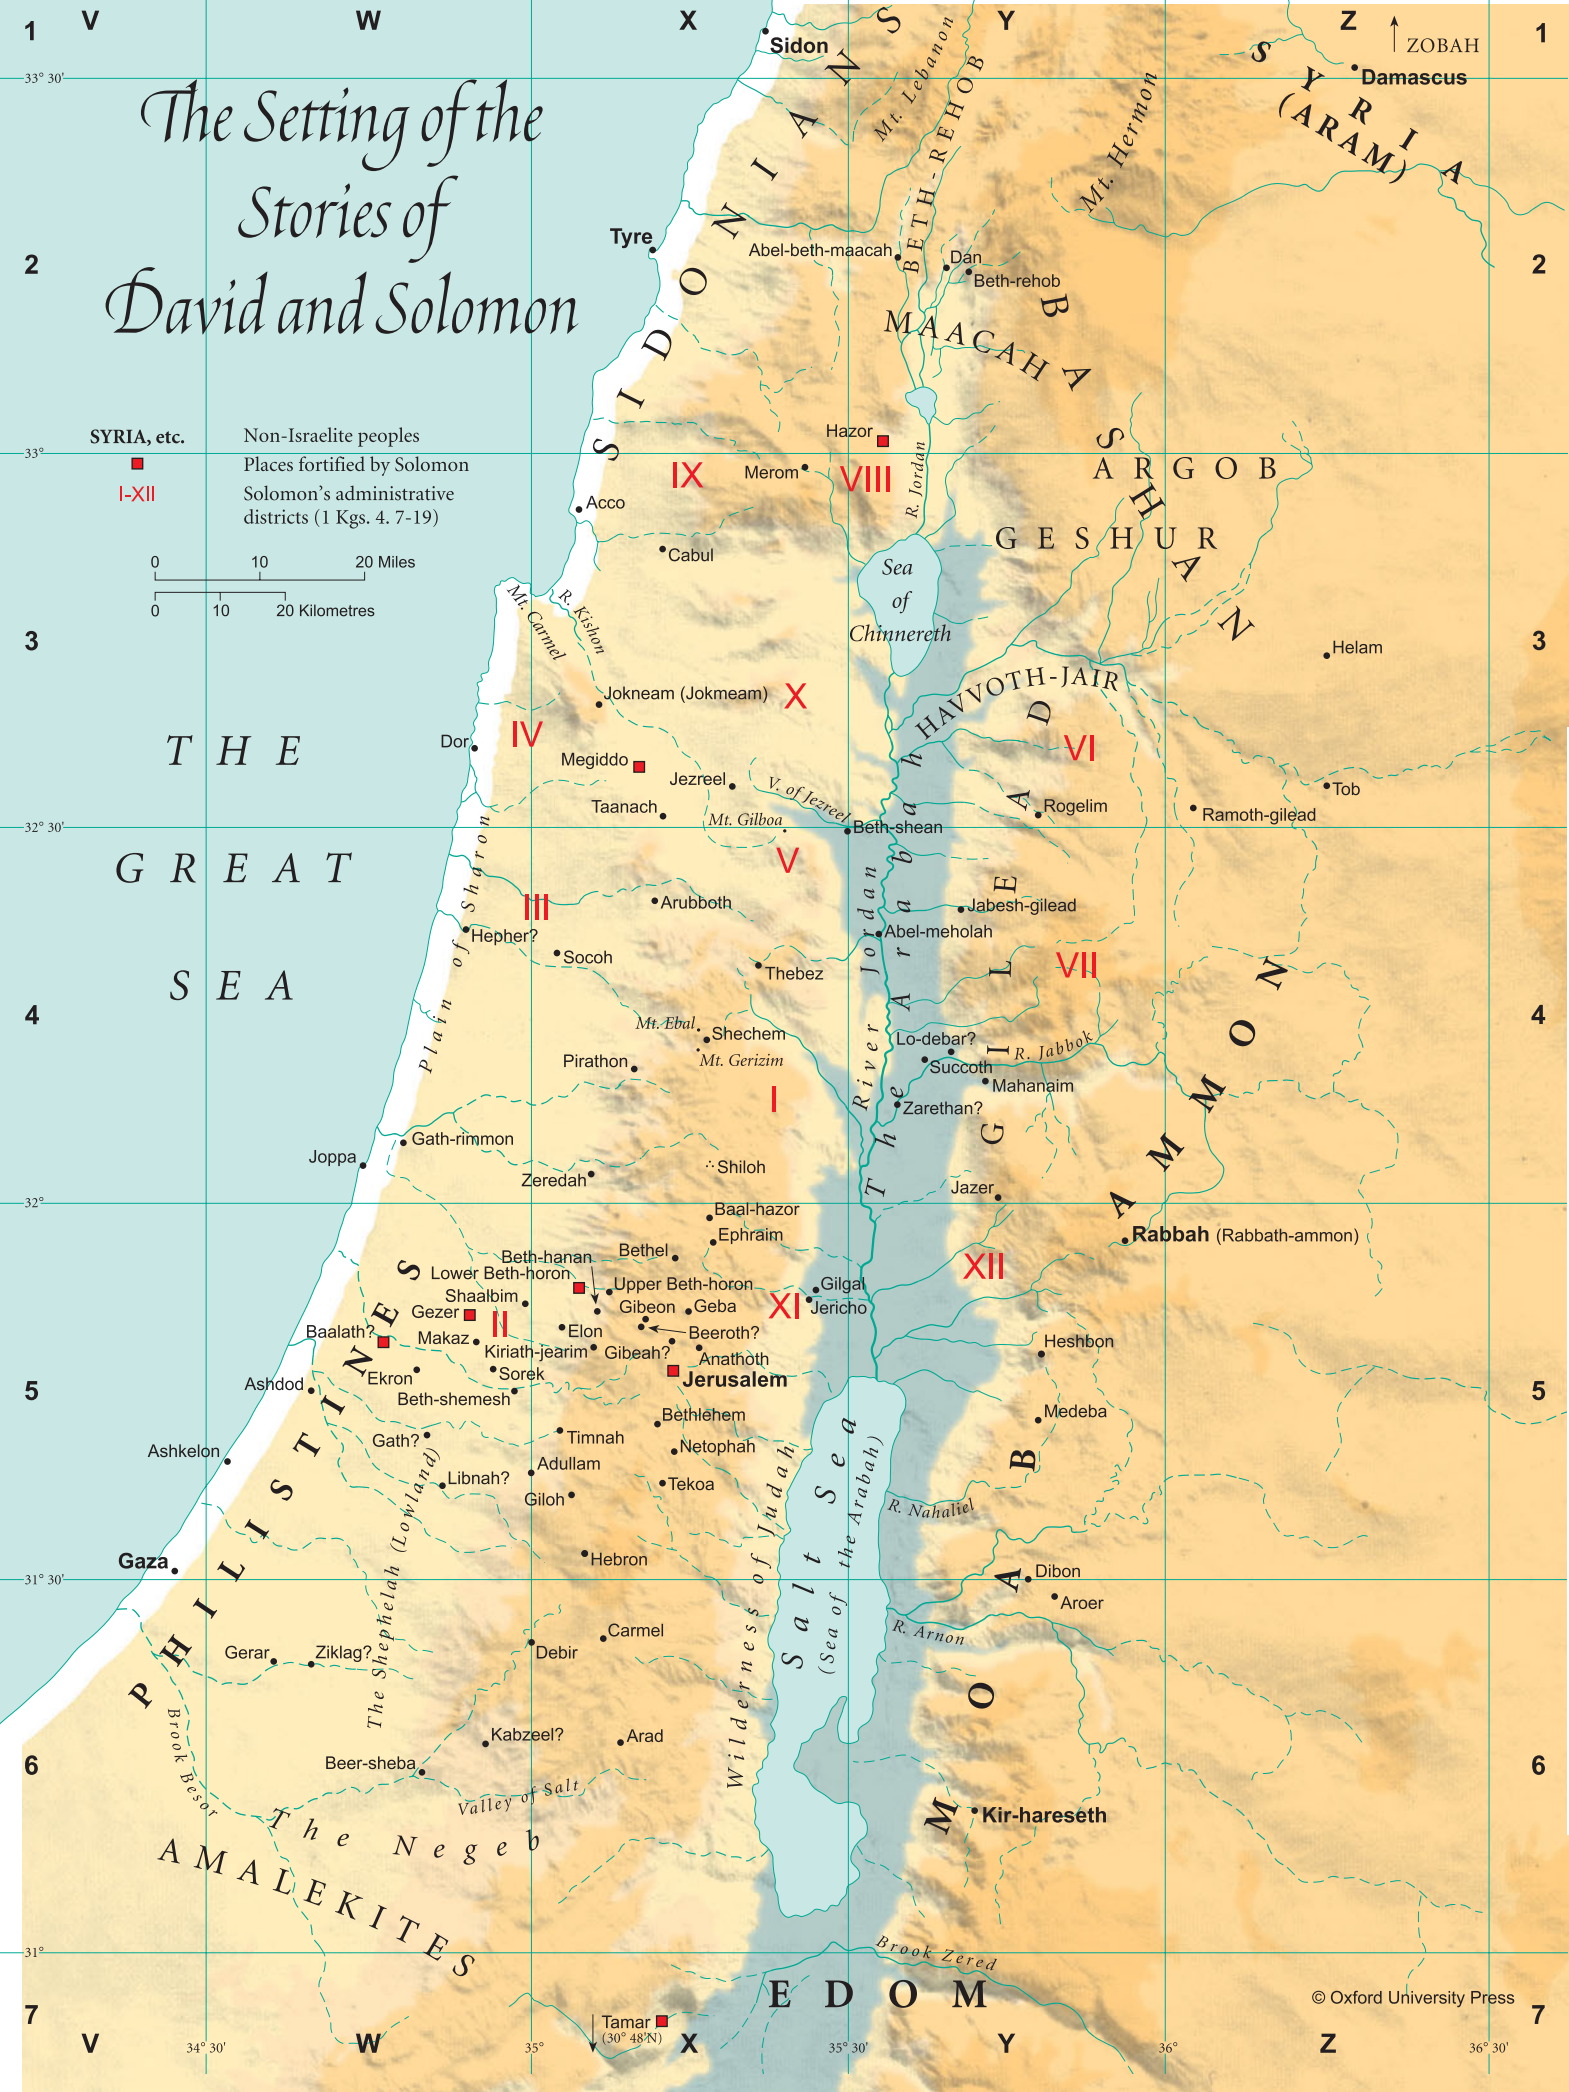 V W X Y Z
1 1
ZOBAH
33° 30'
The Setting of the
Stories of
David and Solomon
Sidon
Damascus
SYRIA
(ARAM)
Mt. Lebanon
BETH-REHOB
Mt. Hermon
SIDONIANS
Tyre
2 2
Abel-beth-maacah
Dan
Beth-rehob
MAACAH
BASHAN
SYRIA, etc. Non-Israelite peoples
Places fortified by Solomon
I-XII Solomon's administrative
districts (1 Kgs. 4. 7-19)
0 10 20 Miles
0 10 20 Kilometres
33°
Hazor
IX
Merom
VIII
R. Jordan
ARGOB
Acco
Cabul
GESHUR
Sea
of
Chinnereth
Mt. Carmel
R. Kishon
3 3
Helam
HAVVOTH-JAIR
Jokneam (Jokmeam)
X
IV
Dor
VI
Megiddo
Jezreel
V. of Jezreel
Tob
Taanach
Mt. Gilboa
Rogelim
Ramoth-gilead
32° 30'
Beth-shean
V
THE
GREAT
SEA
Plain of Sharon
III
Arubboth
Jabesh-gilead
Hepher?
Abel-meholah
Socoh
Thebez
VII
GILEAD
River Jordan
The Arabah
AMMON
4 4
Mt. Ebal
Shechem
Mt. Gerizim
Lo-debar?
R. Jabbok
Pirathon
Succoth
Mahanaim
I
Zarethan?
Gath-rimmon
Joppa
Shiloh
Zeredah
Jazer
32°
Baal-hazor
Ephraim
Rabbah (Rabbath-ammon)
Bethel
Beth-hanan
XII
Lower Beth-horon
Upper Beth-horon
Gilgal
Shaalbim
XI
Jericho
Gezer
II
Gibeon
Geba
Baalath?
Makaz
Elon
Beeroth?
Heshbon
Kiriath-jearim
Gibeah?
Anathoth
Ekron
Sorek
Jerusalem
5 5
Ashdod
Beth-shemesh
Medeba
Bethlehem
Gath?
Timnah
Netophah
Ashkelon
Adullam
Libnah?
Tekoa
Giloh
R. Nahaliel
PHILISTINES
The Shephelah (Lowland)
Wilderness of Judah
Salt Sea
(Sea of the Arabah)
MOAB
Gaza
Hebron
31° 30'
Dibon
Aroer
R. Arnon
Carmel
Gerar
Ziklag?
Debir
Brook Besor
Kabzeel?
Arad
6 6
Beer-sheba
Valley of Salt
Kir-hareseth
The Negeb
AMALEKITES
31°
Brook Zered
EDOM
© Oxford University Press
7 7
Tamar
(30° 48'N)
V W X Y Z
34° 30' 35° 35° 30' 36° 36° 30'